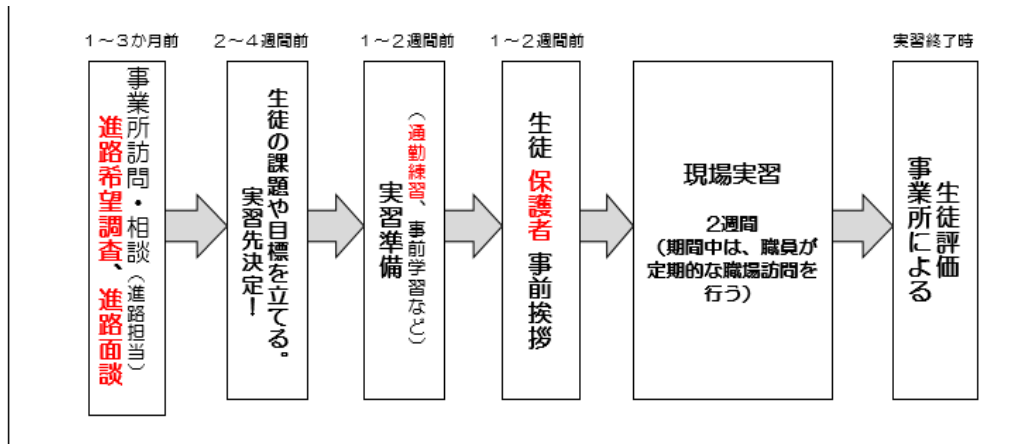 １～３か月前
２～４週間前
１～２週間前
１～２週間前
実習終了時
事業所訪問・相談（進路担当）
進路希望調査、進路面談
生徒の課題や目標を立てる。
実習先決定！
（通勤練習、事前学習など）
実習準備
生徒 保護者 事前挨拶
現場実習
２週間
（期間中は、職員が
定期的な職場訪問を
行う）
生徒評価
事業所による